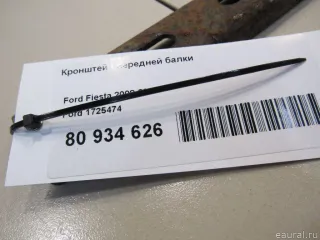 Кронштейн передней балки
Ford Fiesta
Ford 1725474
80 934 626
eaural.ru